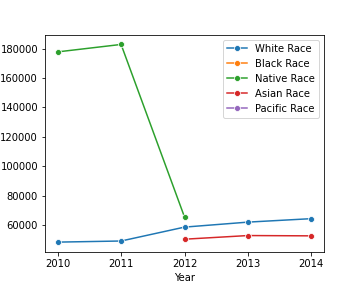 180000
160000
140000
120000
100000
80000
60000
White Race
Black Race
Native Race
Asian Race
Pacific Race
2010 2011 2012 2013 2014
Year